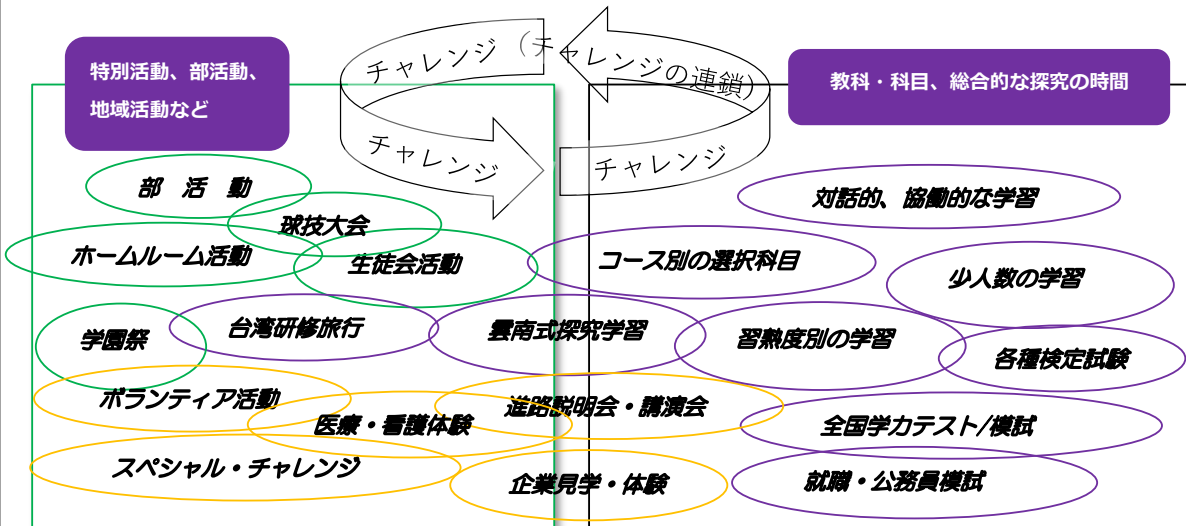 特別活動、部活動、
地域活動など
チャレンジ（チャレンジの連鎖）
教科・科目、総合的な探究の時間
チャレンジ
チャレンジ
部　活　動
球技大会
対話的、協働的な学習
ホームルーム活動
生徒会活動
コース別の選択科目
少人数の学習
学園祭
台湾研修旅行
雲南式探究学習
習熟度別の学習
各種検定試験
ボランティア活動
医療・看護体験
進路説明会・講演会
全国学力テスト/模試
スペシャル・チャレンジ
企業見学・体験
就職・公務員模試